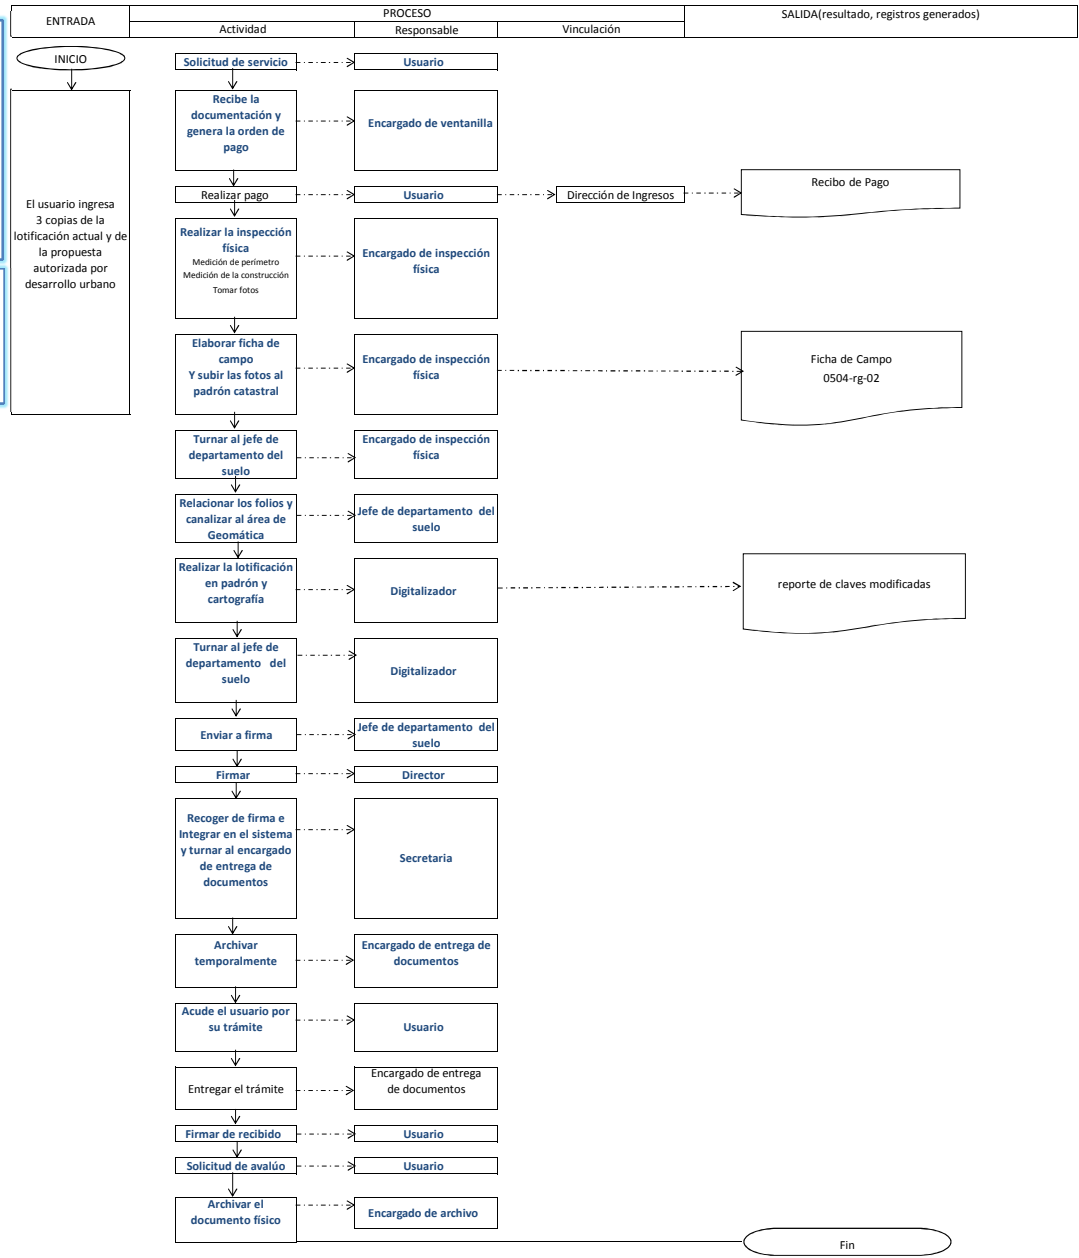 ENTRADA
PROCESO
SALIDA(resultado, registros generados)
Actividad
Responsable
Vinculación
INICIO
El usuario ingresa
3 copias de la
lotificación actual y de
la propuesta
autorizada por
desarrollo urbano
Solicitud de servicio
Usuario
Recibe la
documentación y
genera la orden de
pago
Encargado de ventanilla
Realizar pago
Usuario
Dirección de Ingresos
Recibo de Pago
Realizar la inspección
física
Medición de perímetro
Medición de la construcción
Tomar fotos
Encargado de inspección
física
Elaborar ficha de
campo
Y subir las fotos al
padrón catastral
Encargado de inspección
física
Ficha de Campo
0504-rg-02
Turnar al jefe de
departamento del
suelo
Encargado de inspección
física
Relacionar los folios y
canalizar al área de
Geomática
Jefe de departamento del
suelo
Realizar la lotificación
en padrón y
cartografía
Digitalizador
reporte de claves modificadas
Turnar al jefe de
departamento del
suelo
Digitalizador
Enviar a firma
Jefe de departamento del
suelo
Firmar
Director
Recoger de firma e
Integrar en el sistema
y turnar al encargado
de entrega de
documentos
Secretaria
Archivar
temporalmente
Encargado de entrega de
documentos
Acude el usuario por
su trámite
Usuario
Entregar el trámite
Encargado de entrega
de documentos
Firmar de recibido
Usuario
Solicitud de avalúo
Usuario
Archivar el
documento físico
Encargado de archivo
Fin